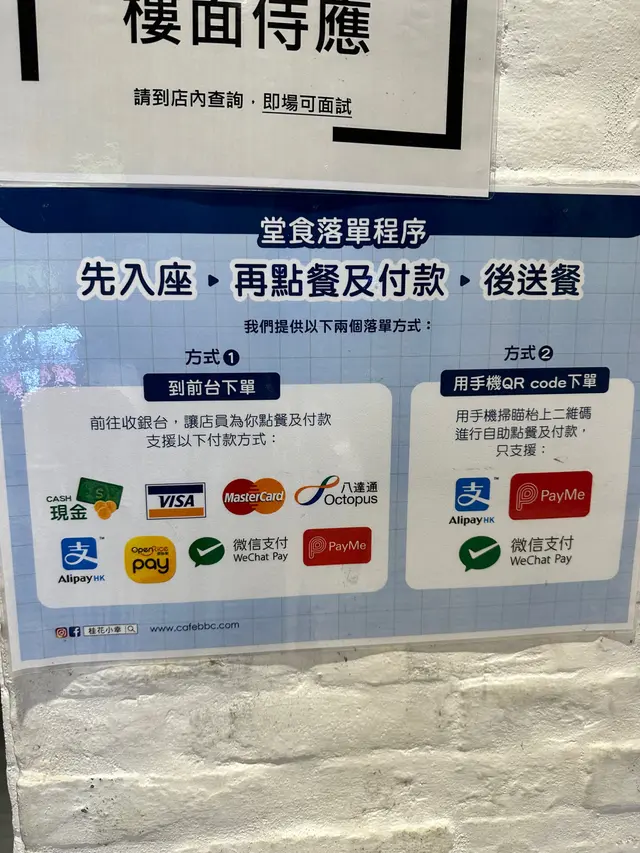 樓面侍應
請到店內查詢，即場可面試
堂食落單程序
先入座 ▸ 再點餐及付款 ▸ 後送餐
我們提供以下兩個落單方式：
方式❶
到前台下單
前往收銀台，讓店員為你點餐及付款
支援以下付款方式：
CASH
現金
$
VISA
MasterCard
八達通
Octopus
支
AlipayHK
OpenRice
pay
微信支付
WeChat Pay
PayMe
方式❷
用手機QR code下單
用手機掃瞄枱上二維碼
進行自助點餐及付款，
只支援：
支
AlipayHK
PayMe
微信支付
WeChat Pay
桂花小幸
www.cafebbc.com